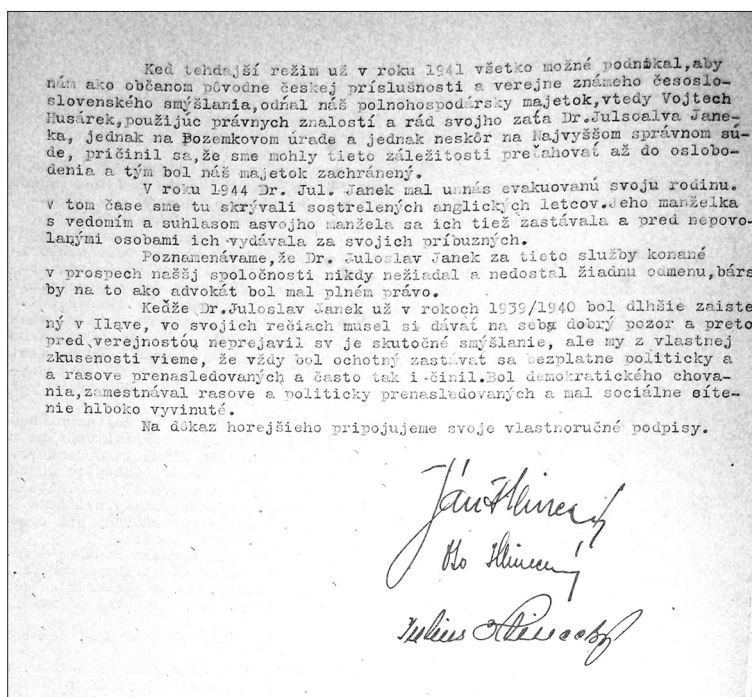 Ked tehdajší režim už v roku 1941 všetko možné podnikal,aby
nám ako občanom pôvodne českej príslušnosti a verejne známeho česoslo-
slovenského smýšlania,odňal náš polnohospodársky majetok,vtedy Vojtech
Husárek,použijúc právnych znalostí a rád svojho zaťa Dr.Julsoalva Jane-
ka, jednak na Pozemkovom úrade a jednak neskôr na Najvyššom správnom sú-
de, pričinil sa,že sme mohly tieto záležitosti preťahovať až do oslobo-
denia a tým bol náš majetok zachránený.
V roku 1944 Dr. Jul. Janek mal u nás evakuovanú svoju rodinu.
v tom čase sme tu skrývali sostrelených anglických letcov.Jeho manželka
s vedomím a suhlasom asvojho manžela sa ich tiež zastávala a pred nepovo-
lanými osobami ich vydávala za svojich príbuzných.
Poznamenávame,že Dr. Juloslav Janek za tieto služby konané
v prospech naššj spoločnosti nikdy nežiadal a nedostal žiadnu odmenu,bárs
by na to ako advokát bol mal plném právo.
Kedže Dr.Juloslav Janek už v rokoch 1939/1940 bol dlhšie zaiste
ný v Ilave, vo svojich rečiach musel si dávať na seba dobrý pozor a preto
pred verejnosťou neprejavil sv je skutočné smýšlanie, ale my z vlastnej
zkusenosti vieme, že vždy bol ochotný zastávať sa bezplatne politicky a
a rasove prenasledovaných a často tak i činil.Bol demokratického chova-
nia,zamestnával rasove a politicky prenasledovaných a mal sociálne cíte-
nie hlboko vyvinuté.
Na dôkaz horejšieho pripojujeme svoje vlastnoručné podpisy.
Ján
Oto
Julius